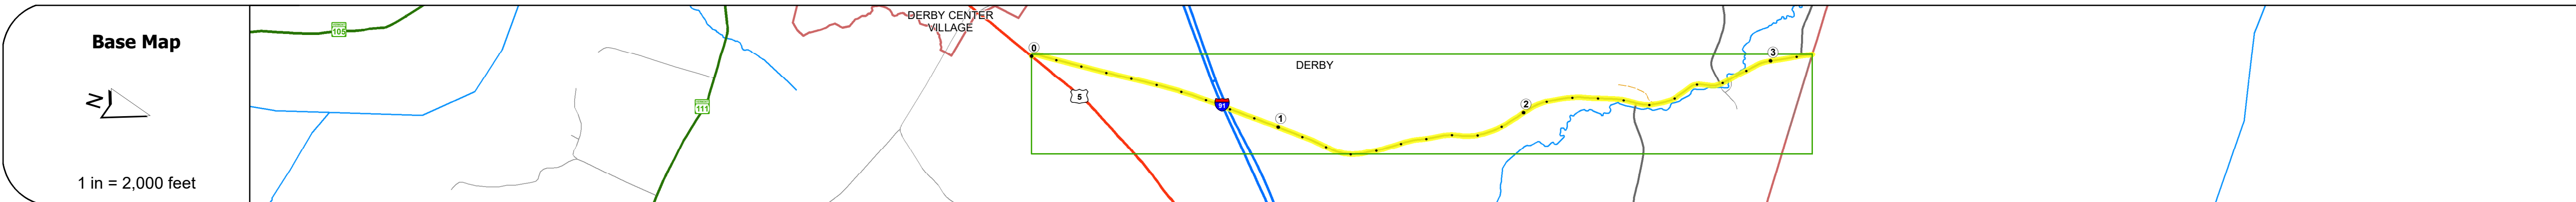 Base Map
N
1 in = 2,000 feet
105
111
DERBY CENTER
VILLAGE
0
5
91
DERBY
1
2
3